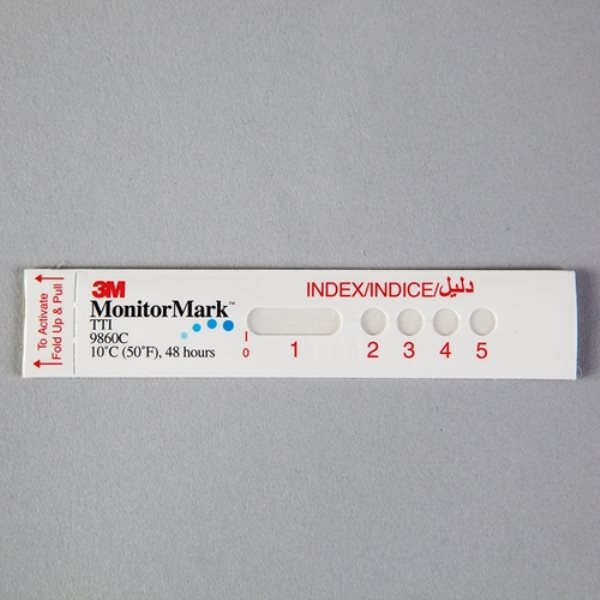 To Activate
Fold Up & Pull
3M
MonitorMark™
TTI
9860C
10˚C (50˚F), 48 hours
INDEX/INDICE/دليل
0 1 2 3 4 5